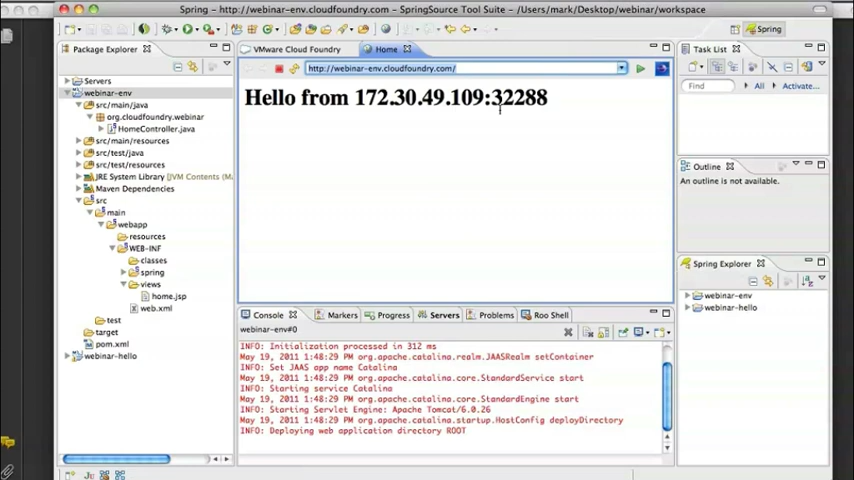 Spring - http://webinar-env.cloudfoundry.com/ - SpringSource Tool Suite - /Users/mark/Desktop/webinar/workspace
Spring
Package Explorer
Servers
webinar-env
src/main/java
org.cloudfoundry.webinar
HomeController.java
src/main/resources
src/test/java
src/test/resources
JRE System Library [JVM Contents (M
Maven Dependencies
src
main
webapp
resources
WEB-INF
classes
spring
views
home.jsp
web.xml
test
target
pom.xml
webinar-hello
VMware Cloud Foundry
Home
http://webinar-env.cloudfoundry.com/
Hello from 172.30.49.109:32288
Console
Markers
Progress
Servers
Problems
Roo Shell
webinar-env#0
INFO: Initialization processed in 312 ms
May 19, 2011 1:48:29 PM org.apache.catalina.realm.JAASRealm setContainer
INFO: Set JAAS app name Catalina
May 19, 2011 1:48:29 PM org.apache.catalina.core.StandardService start
INFO: Starting service Catalina
May 19, 2011 1:48:29 PM org.apache.catalina.core.StandardEngine start
INFO: Starting Servlet Engine: Apache Tomcat/6.0.26
May 19, 2011 1:48:29 PM org.apache.catalina.startup.HostConfig deployDirectory
INFO: Deploying web application directory ROOT
Task List
Find
All
Activate...
Outline
An outline is not available.
Spring Explorer
webinar-env
webinar-hello